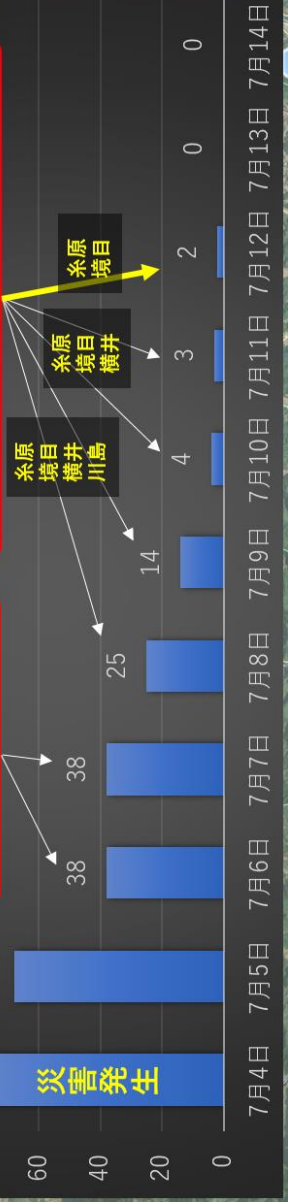 60
40
20
0
災害発生
38
38
25
14
4
3
2
0
0
糸原
境目
横井
川島
糸原
境目
横井
糸原
境目
7月4日
7月5日
7月6日
7月7日
7月8日
7月9日
7月10日
7月11日
7月12日
7月13日
7月14日